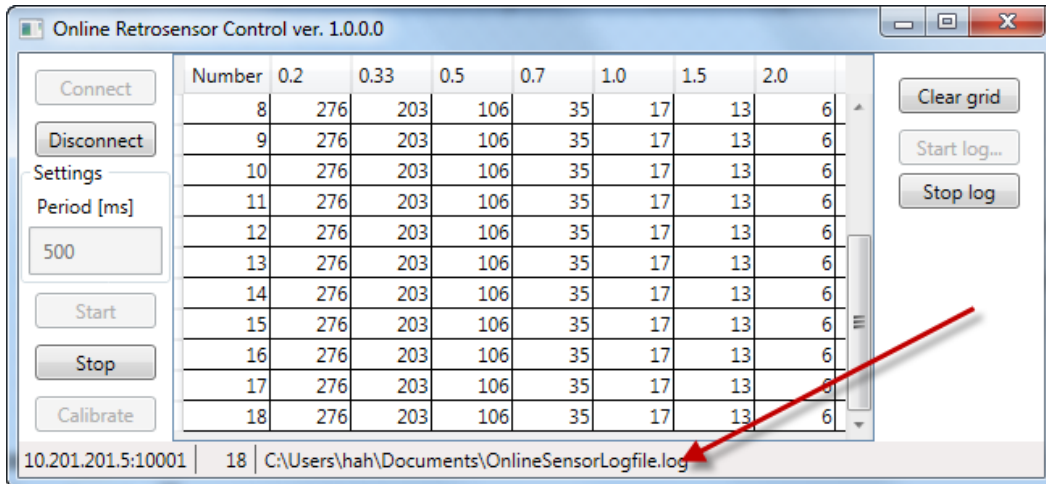 Online Retrosensor Control ver. 1.0.0.0
Connect
Disconnect
Settings
Period [ms]
500
Start
Stop
Calibrate
Number 0.2 0.33 0.5 0.7 1.0 1.5 2.0
8 276 203 106 35 17 13 6
9 276 203 106 35 17 13 6
10 276 203 106 35 17 13 6
11 276 203 106 35 17 13 6
12 276 203 106 35 17 13 6
13 276 203 106 35 17 13 6
14 276 203 106 35 17 13 6
15 276 203 106 35 17 13 6
16 276 203 106 35 17 13 6
17 276 203 106 35 17 13 6
18 276 203 106 35 17 13 6
Clear grid
Start log...
Stop log
10.201.201.5:10001 18 C:\Users\hah\Documents\OnlineSensorLogfile.log